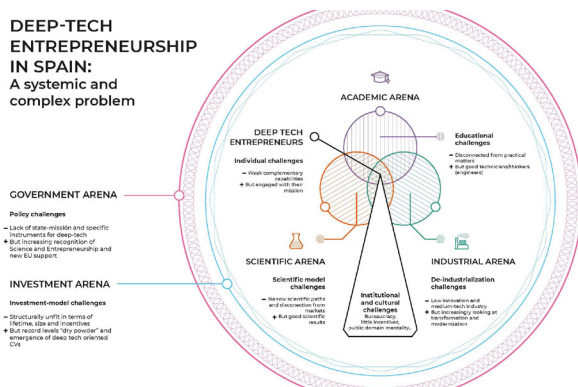 DEEP-TECH
ENTREPRENEURSHIP
IN SPAIN:
A systemic and
complex problem
ACADEMIC ARENA
DEEP TECH
ENTREPRENEURS
Individual challenges
– Weak complementary
capabilities
+ But engaged with their
mission
Educational
challenges
– Disconnected from practical
matters
+ But good technicians/thinkers
(engineers)
GOVERNMENT ARENA
Policy challenges
– Lack of state-missión and specific
instruments for deep-tech
+ But increasing recognition of
Science and Entrepreneurship and
new EU support
INVESTMENT ARENA
Investment-model challenges
– Structurally unfit in terms of
lifetime, size and incentives
+ But record levels "dry powder" and
emergence of deep tech oriented
CVs
SCIENTIFIC ARENA
Scientific model
challenges
– Narrow scientific paths
and disconection from
markets
+ But good scientific
results
Institutional
and cultural
challenges
Bureaucracy,
little incentives,
public domain mentality...
INDUSTRIAL ARENA
De-industrialization
challenges
– Low innovation and
medium-tech industry
+ But increasingly looking at
transformation and
modernisation